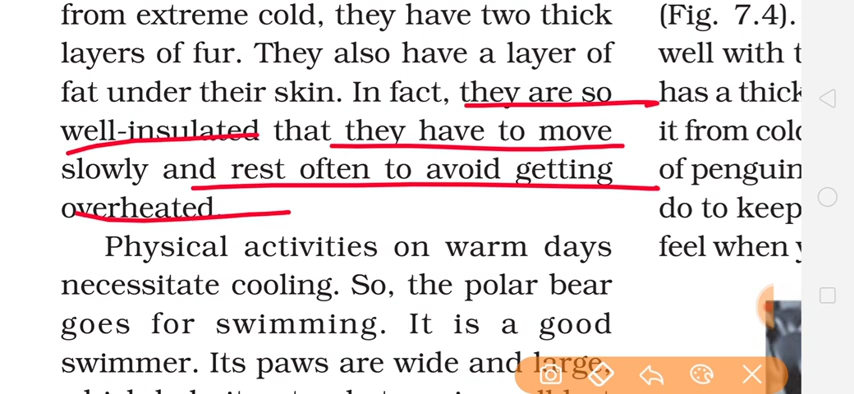 from extreme cold, they have two thick
layers of fur. They also have a layer of
fat under their skin. In fact, they are so
well-insulated that they have to move
slowly and rest often to avoid getting
overheated.
Physical activities on warm days
necessitate cooling. So, the polar bear
goes for swimming. It is a good
swimmer. Its paws are wide and large,
(Fig. 7.4).
well with t
has a thick
it from cold
of penguin
do to keep
feel when y